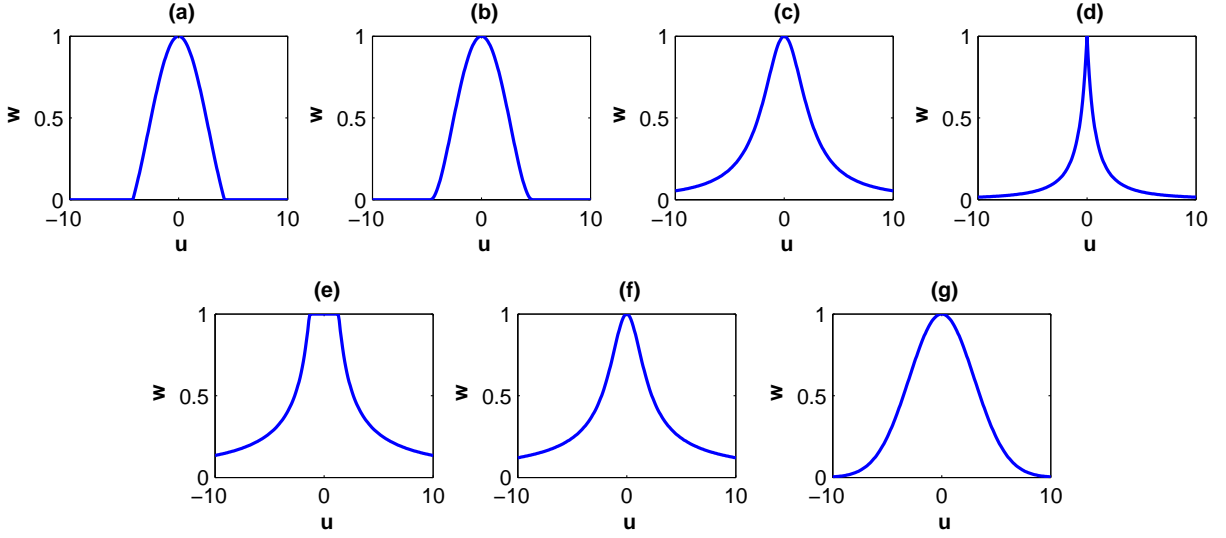 (a) (b) (c) (d)
1 1 1 1
w 0.5 w 0.5 w 0.5 w 0.5
0 0 0 0
−10 0 10 −10 0 10 −10 0 10 −10 0 10
u u u u
(e) (f) (g)
1 1 1
w 0.5 w 0.5 w 0.5
0 0 0
−10 0 10 −10 0 10 −10 0 10
u u u